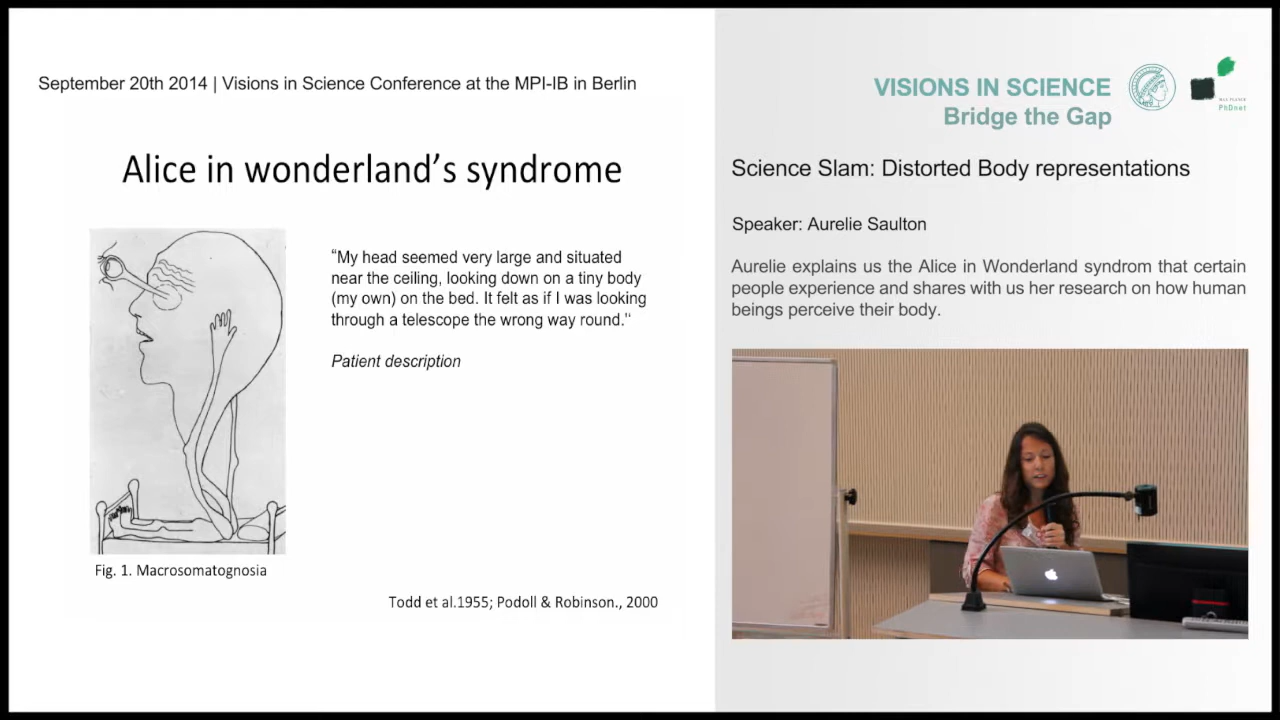 September 20th 2014 | Visions in Science Conference at the MPI-IB in Berlin
Alice in wonderland's syndrome
“My head seemed very large and situated
near the ceiling, looking down on a tiny body
(my own) on the bed. It felt as if I was looking
through a telescope the wrong way round.''
Patient description
Fig. 1. Macrosomatognosia
Todd et al.1955; Podoll & Robinson., 2000
VISIONS IN SCIENCE
Bridge the Gap
MAX PLANCK
PhDnet
Science Slam: Distorted Body representations
Speaker: Aurelie Saulton
Aurelie explains us the Alice in Wonderland syndrom that certain
people experience and shares with us her research on how human
beings perceive their body.